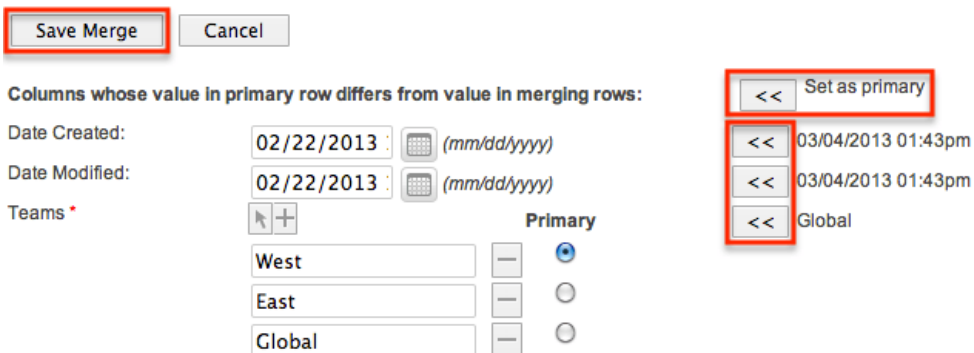 Save Merge Cancel
Columns whose value in primary row differs from value in merging rows: << Set as primary
Date Created: 02/22/2013 (mm/dd/yyyy) << 03/04/2013 01:43pm
Date Modified: 02/22/2013 (mm/dd/yyyy) << 03/04/2013 01:43pm
Teams * Primary << Global
West
East
Global